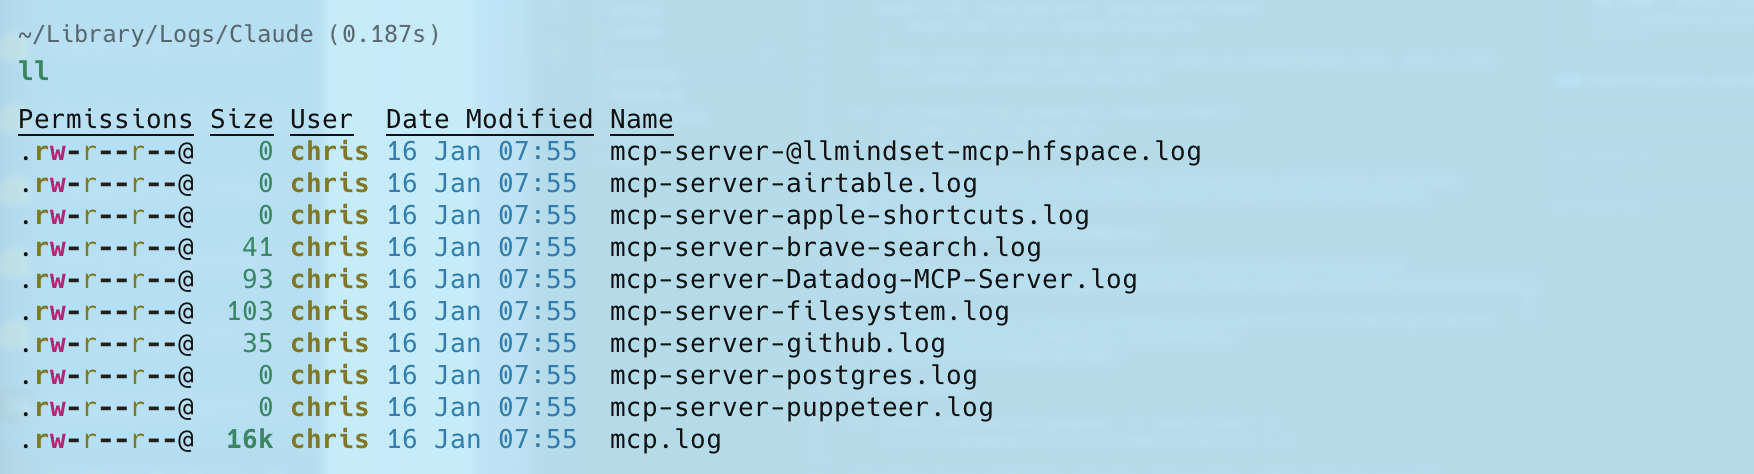 ~/Library/Logs/Claude (0.187s)
ll
Permissions Size User  Date Modified Name
.rw-r--r--@    0 chris 16 Jan 07:55  mcp-server-@llmindset-mcp-hfspace.log
.rw-r--r--@    0 chris 16 Jan 07:55  mcp-server-airtable.log
.rw-r--r--@    0 chris 16 Jan 07:55  mcp-server-apple-shortcuts.log
.rw-r--r--@   41 chris 16 Jan 07:55  mcp-server-brave-search.log
.rw-r--r--@   93 chris 16 Jan 07:55  mcp-server-Datadog-MCP-Server.log
.rw-r--r--@  103 chris 16 Jan 07:55  mcp-server-filesystem.log
.rw-r--r--@   35 chris 16 Jan 07:55  mcp-server-github.log
.rw-r--r--@    0 chris 16 Jan 07:55  mcp-server-postgres.log
.rw-r--r--@    0 chris 16 Jan 07:55  mcp-server-puppeteer.log
.rw-r--r--@  16k chris 16 Jan 07:55  mcp.log